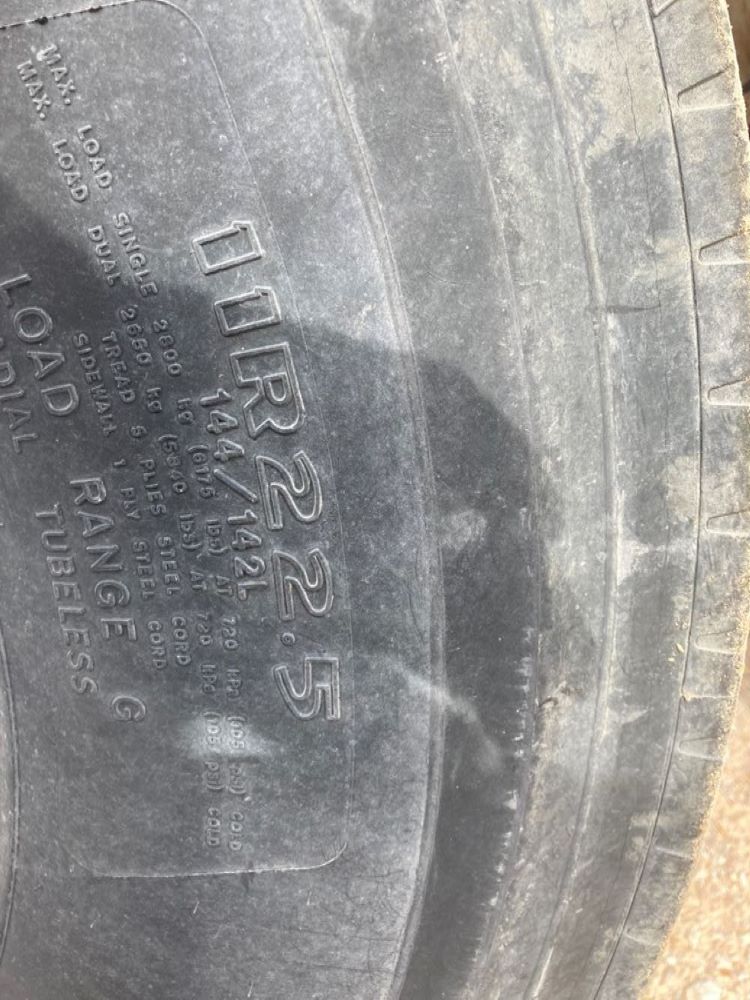 11R22.5
144/142L
MAX. LOAD SINGLE 2800 kg (6175 lbs) AT 720 kPa (105 psi) COLD
MAX. LOAD DUAL 2650 kg (5840 lbs) AT 720 kPa (105 psi) COLD
TREAD 5 PLIES STEEL CORD
SIDEWALL 1 PLY STEEL CORD
LOAD RANGE G
TUBELESS